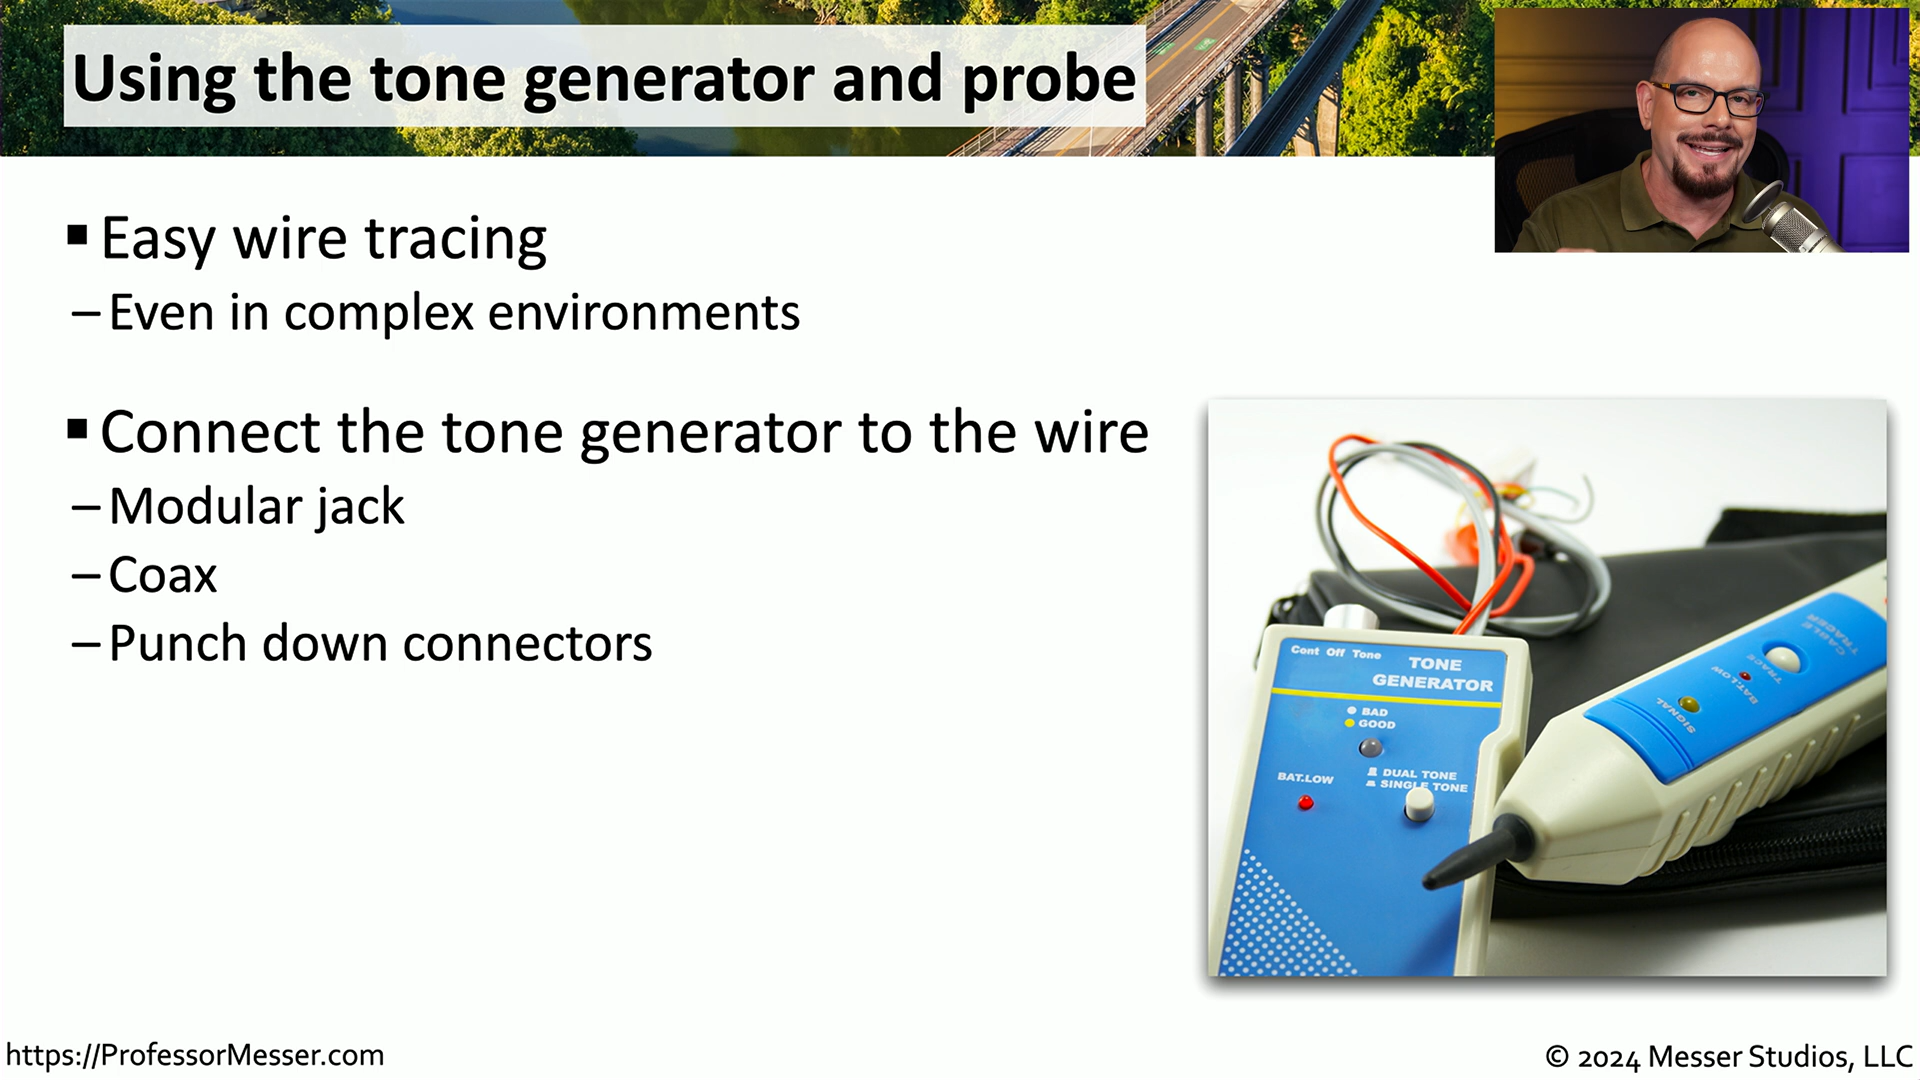 Using the tone generator and probe
▪ Easy wire tracing
– Even in complex environments
▪ Connect the tone generator to the wire
– Modular jack
– Coax
– Punch down connectors
Cont Off Tone
TONE
GENERATOR
BAD
GOOD
BAT.LOW
DUAL TONE
SINGLE TONE
CABLE
TRACER
TRACE
BAT.LOW
SIGNAL
https://ProfessorMesser.com
© 2024 Messer Studios, LLC